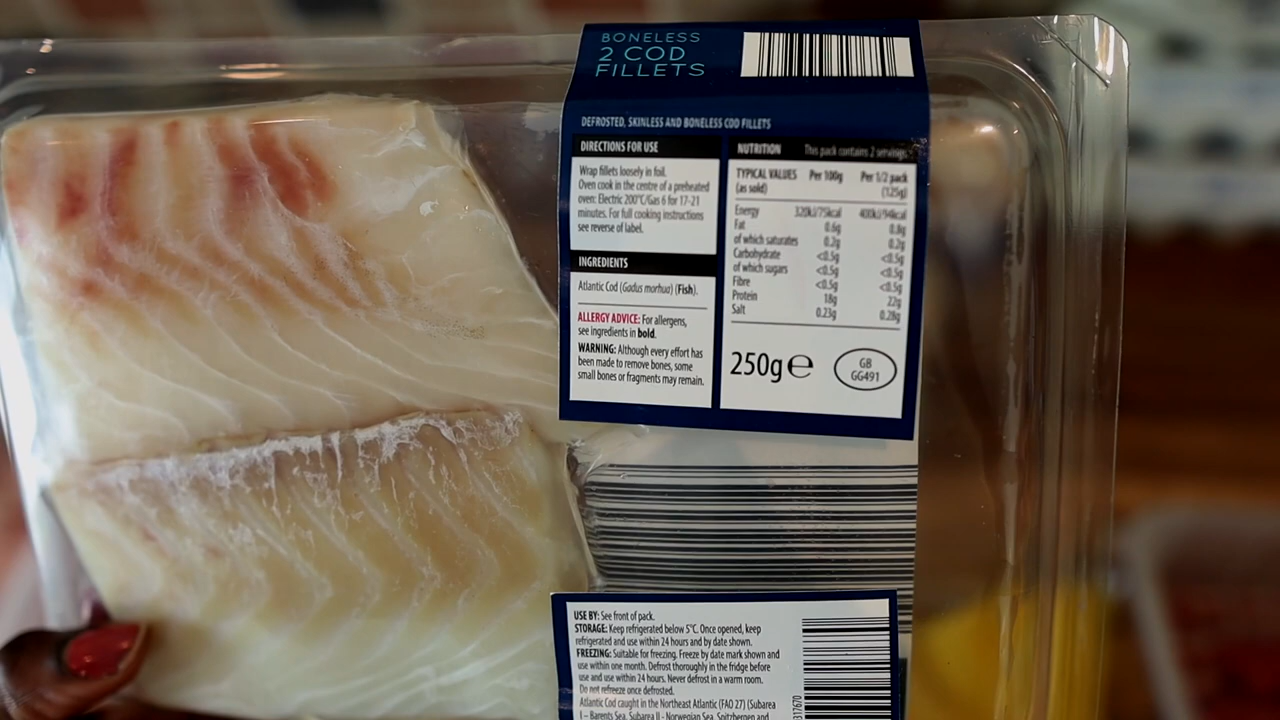 BONELESS
2 COD
FILLETS
DEFROSTED, SKINLESS AND BONELESS COD FILLETS
DIRECTIONS FOR USE
Wrap fillets loosely in foil.
Oven cook in the centre of a preheated
oven: Electric 200°C/Gas 6 for 17-21
minutes. For full cooking instructions
see reverse of label.
INGREDIENTS
Atlantic Cod (Gadus morhua) (Fish).
ALLERGY ADVICE: For allergens,
see ingredients in bold.
WARNING: Although every effort has
been made to remove bones, some
small bones or fragments may remain.
NUTRITION This pack contains 2 servings
TYPICAL VALUES Per 100g Per 1/2 pack
(as sold) (125g)
Energy 320kJ/75kcal 400kJ/94kcal
Fat 0.6g 0.8g
of which saturates 0.2g 0.2g
Carbohydrate <0.5g <0.5g
of which sugars <0.5g <0.5g
Fibre <0.5g <0.5g
Protein 18g 22g
Salt 0.23g 0.28g
250g e
GB
GG491
USE BY: See front of pack.
STORAGE: Keep refrigerated below 5°C. Once opened, keep
refrigerated and use within 24 hours and by date shown.
FREEZING: Suitable for freezing. Freeze by date mark shown and
use within one month. Defrost thoroughly in the fridge before
use and use within 24 hours. Never defrost in a warm room.
Do not refreeze once defrosted.
Atlantic Cod caught in the Northeast Atlantic (FAO 27) (Subarea
I – Barents Sea, Subarea II - Norwegian Sea, Spitzbergen and
317670